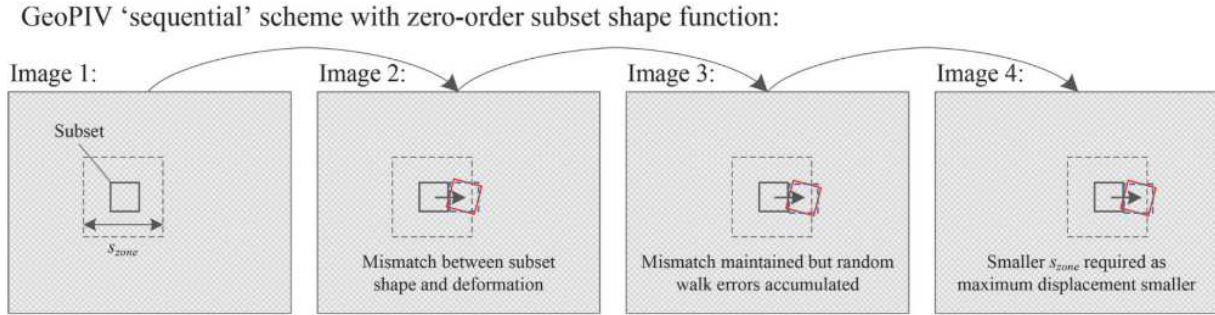 GeoPIV ‘sequential’ scheme with zero-order subset shape function:
Image 1:
Subset
s_zone
Image 2:
Mismatch between subset
shape and deformation
Image 3:
Mismatch maintained but random
walk errors accumulated
Image 4:
Smaller s_zone required as
maximum displacement smaller